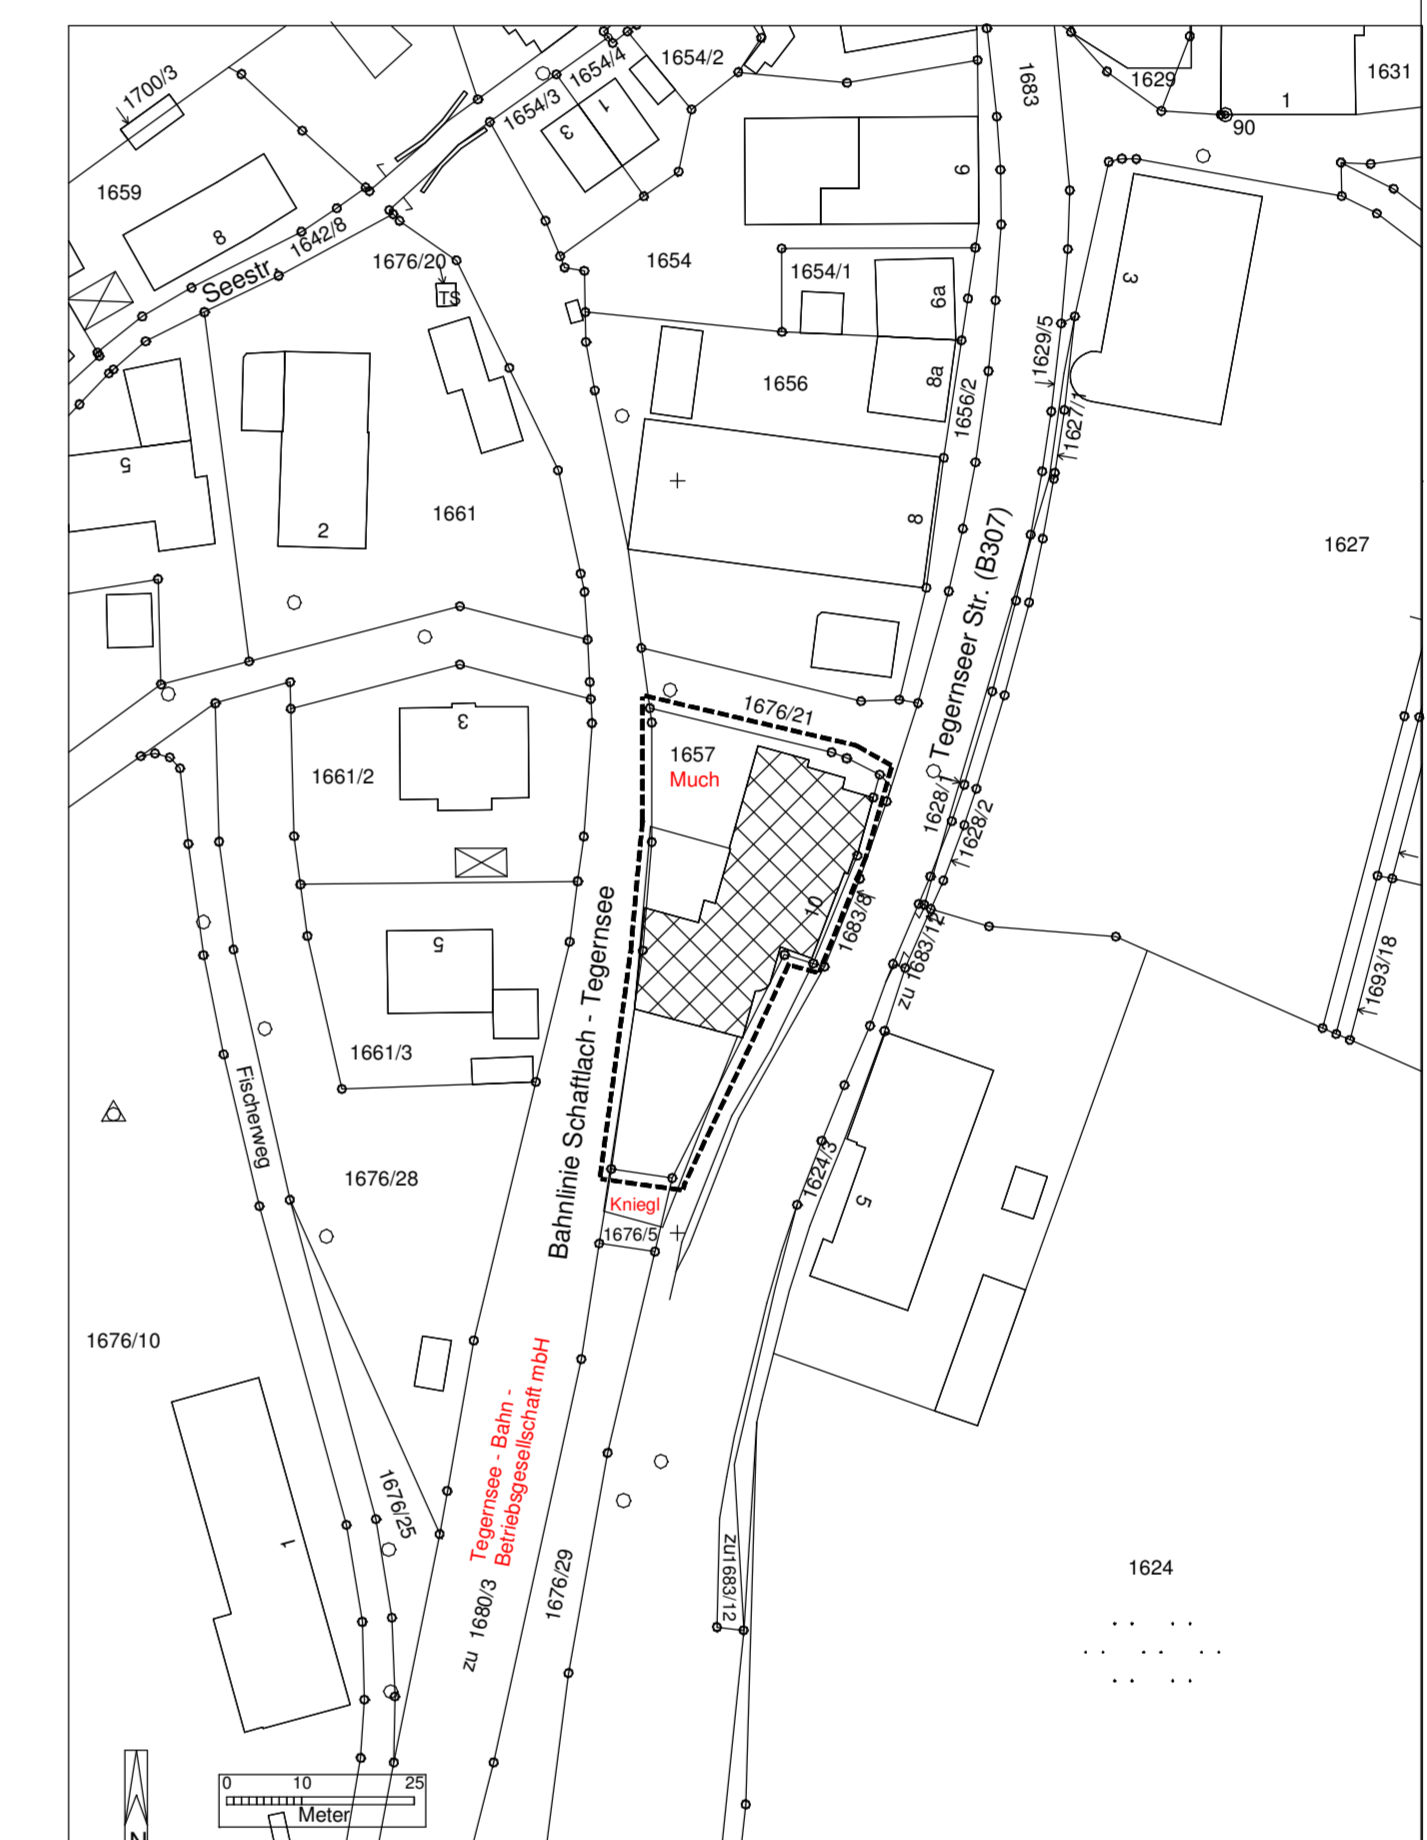 1700/3
1654/4
1654/2
1654/3
1
3
1683
1629
1631
1
90
1659
8
1642/8
Seestr.
1676/20
TS
1654
1654/1
6
6a
8a
1656
1656/2
1629/5
1627/1
3
5
2
1661
8
Tegernseer Str. (B307)
1627
1676/21
1657
Much
3
1661/2
1628/1
1628/2
10
1683/8
zu 1683/12
1693/18
5
1661/3
Bahnlinie Schaftlach - Tegernsee
Fischerweg
1676/28
Kniegl
1676/5
1624/3
5
1676/10
Tegernsee - Bahn -
Betriebsgesellschaft mbH
1676/25
1
zu 1680/3
1676/29
zu1683/12
1624
0 10 25
Meter
N